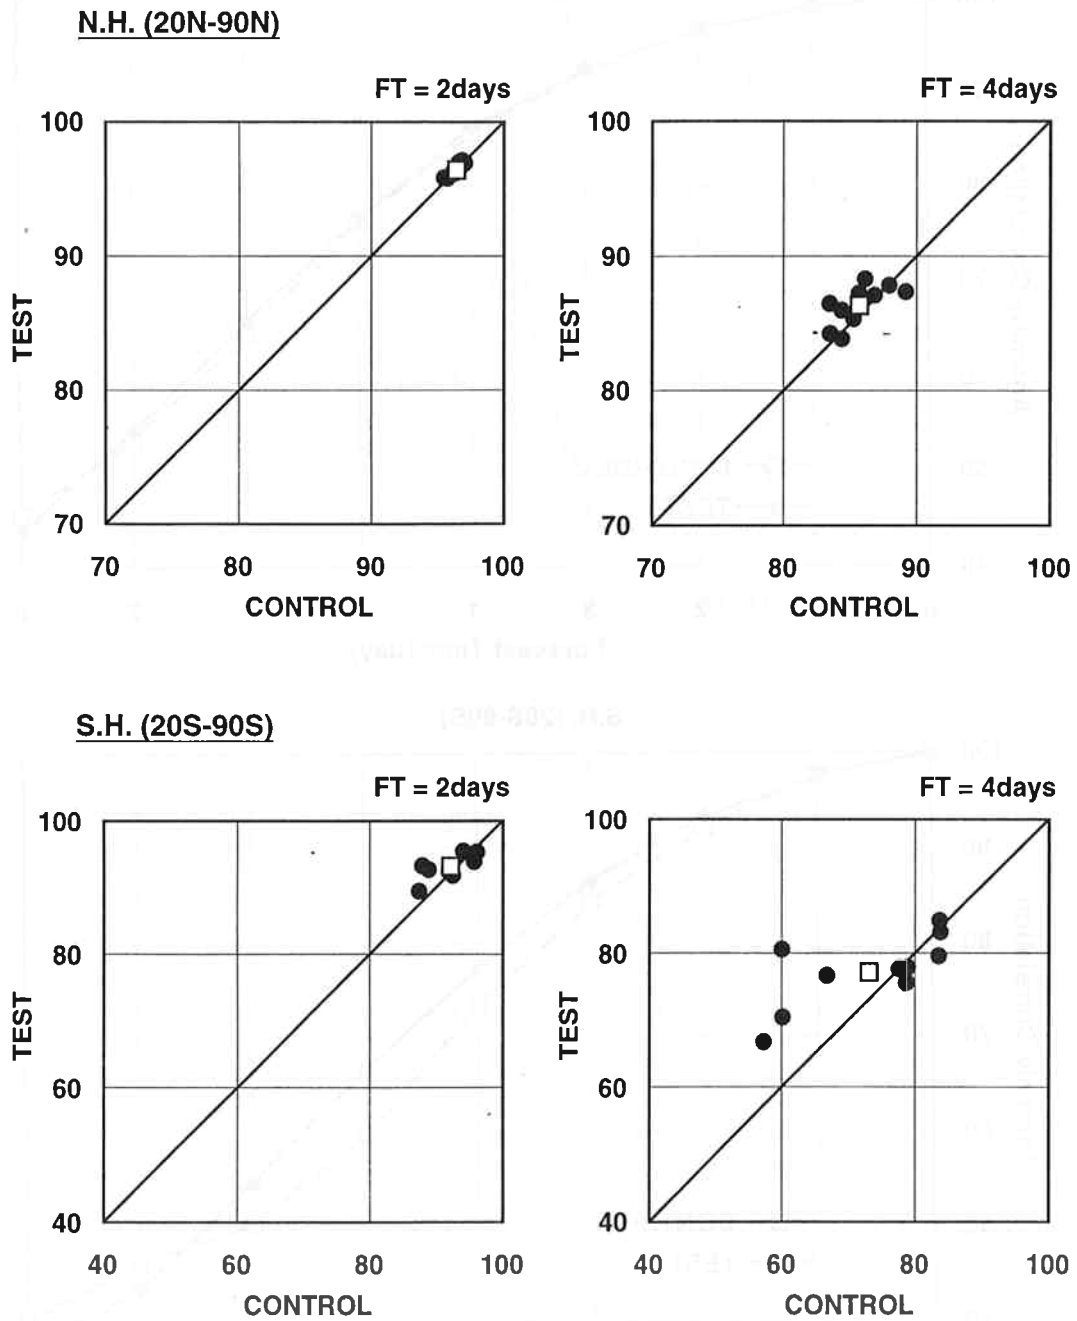 N.H. (20N-90N)
FT = 2days
FT = 4days
100
90
80
70
TEST
70 80 90 100
CONTROL
100
90
80
70
TEST
70 80 90 100
CONTROL
S.H. (20S-90S)
FT = 2days
FT = 4days
100
80
60
40
TEST
40 60 80 100
CONTROL
100
80
60
40
TEST
40 60 80 100
CONTROL